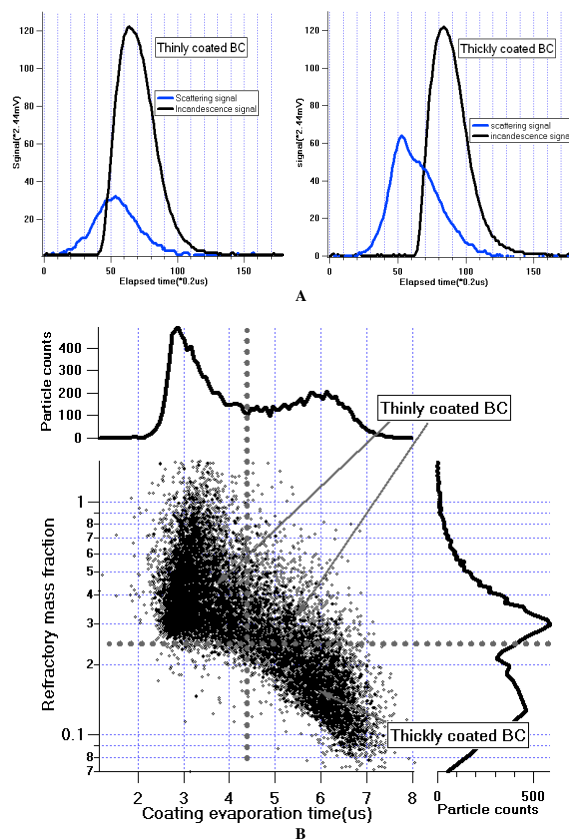 Thinly coated BC
Scattering signal
Incandescence signal
Sginal(*2.44mV)
120
100
80
60
40
20
0
50
100
150
Elapsed time(*0.2us)
Thickly coated BC
scattering signal
incandescence signal
signal(*2.44mV)
120
100
80
60
40
20
0
0
50
100
150
Elapsed time(*0.2us)
A
Particle counts
400
300
200
100
0
Thinly coated BC
Refractory mass fraction
1
9
8
7
6
5
4
3
2
0.1
9
8
7
Thickly coated BC
2
3
4
5
6
7
8
Coating evaporation time(us)
0
500
Particle counts
B